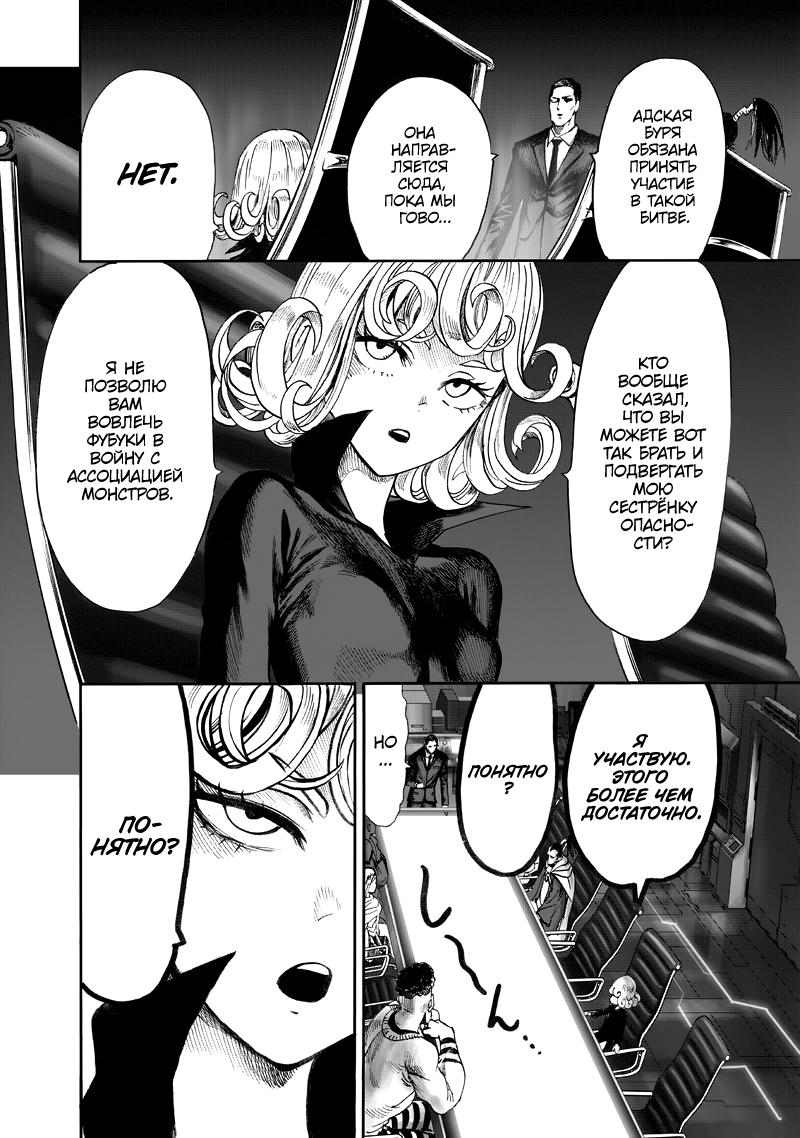 АДСКАЯ
БУРЯ
ОБЯЗАНА
ПРИНЯТЬ
УЧАСТИЕ
В ТАКОЙ
БИТВЕ.
ОНА
НАПРАВ-
ЛЯЕТСЯ
СЮДА,
ПОКА МЫ
ГОВО...
НЕТ.
КТО
ВООБЩЕ
СКАЗАЛ,
ЧТО ВЫ
МОЖЕТЕ ВОТ
ТАК БРАТЬ И
ПОДВЕРГАТЬ
МОЮ
СЕСТРЁНКУ
ОПАСНО-
СТИ?
Я НЕ
ПОЗВОЛЮ
ВАМ
ВОВЛЕЧЬ
ФУБУКИ В
ВОЙНУ С
АССОЦИАЦИЕЙ
МОНСТРОВ.
Я
УЧАСТВУЮ.
ЭТОГО
БОЛЕЕ ЧЕМ
ДОСТАТОЧНО.
ПОНЯТНО
?
НО
...
し〜ん…
ПО-
НЯТНО?